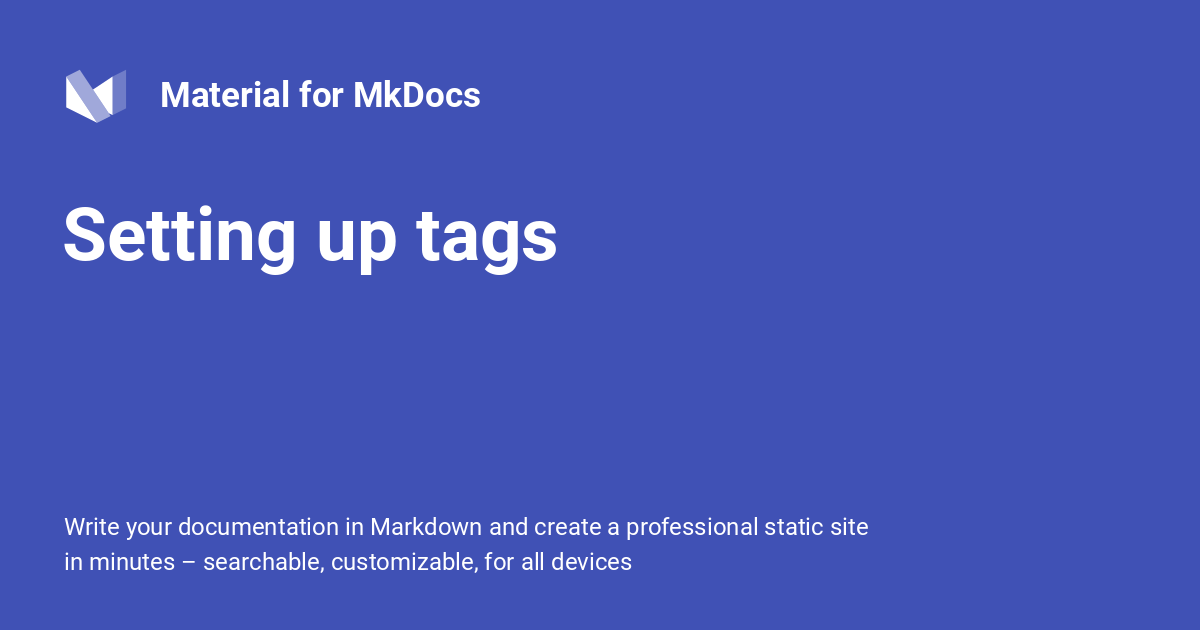 Material for MkDocs
Setting up tags
Write your documentation in Markdown and create a professional static site
in minutes – searchable, customizable, for all devices